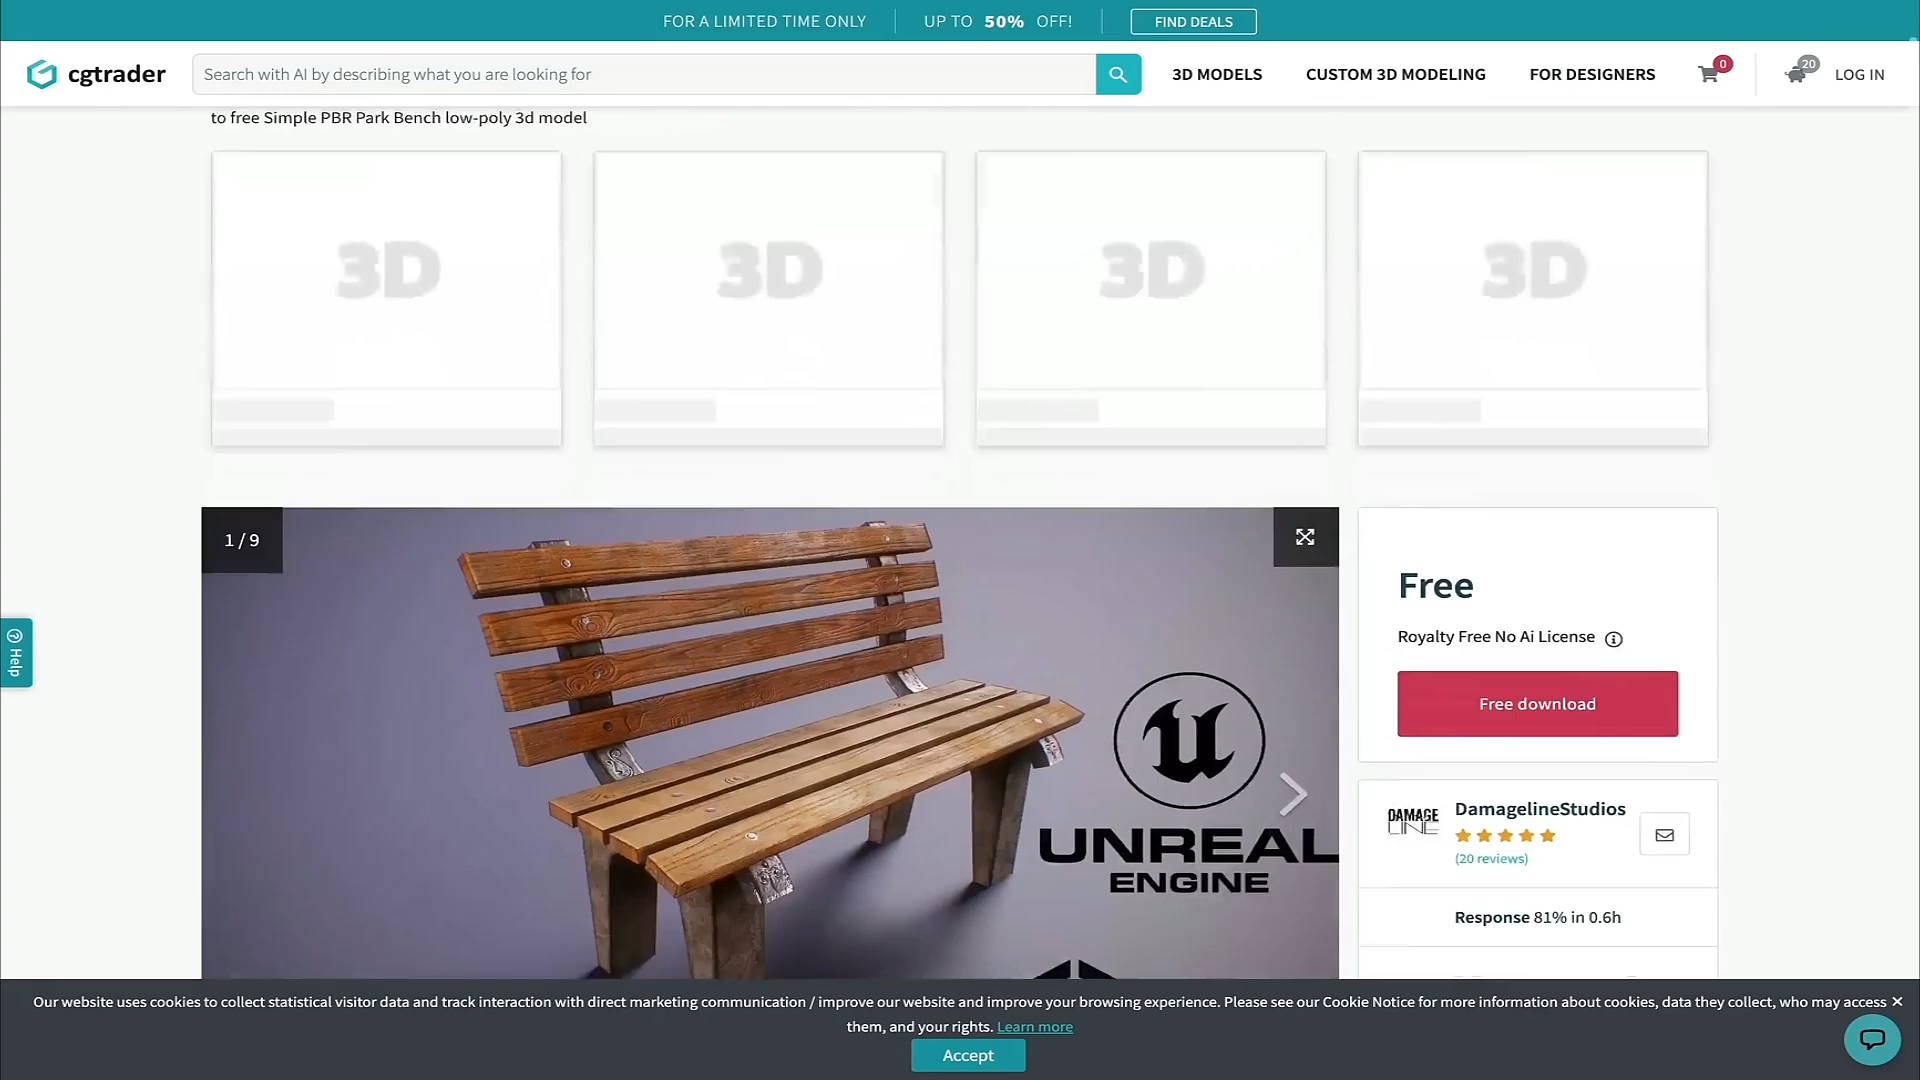 FOR A LIMITED TIME ONLY
UP TO 50% OFF!
FIND DEALS
cgtrader
Search with AI by describing what you are looking for
3D MODELS
CUSTOM 3D MODELING
FOR DESIGNERS
0
20
LOG IN
to free Simple PBR Park Bench low-poly 3d model
3D
3D
3D
3D
1 / 9
Free
Royalty Free No Ai License
Free download
Help
UNREAL
ENGINE
DAMAGE
LINE
DamagelineStudios
(20 reviews)
Response 81% in 0.6h
Our website uses cookies to collect statistical visitor data and track interaction with direct marketing communication / improve our website and improve your browsing experience. Please see our Cookie Notice for more information about cookies, data they collect, who may access
them, and your rights. Learn more
Accept